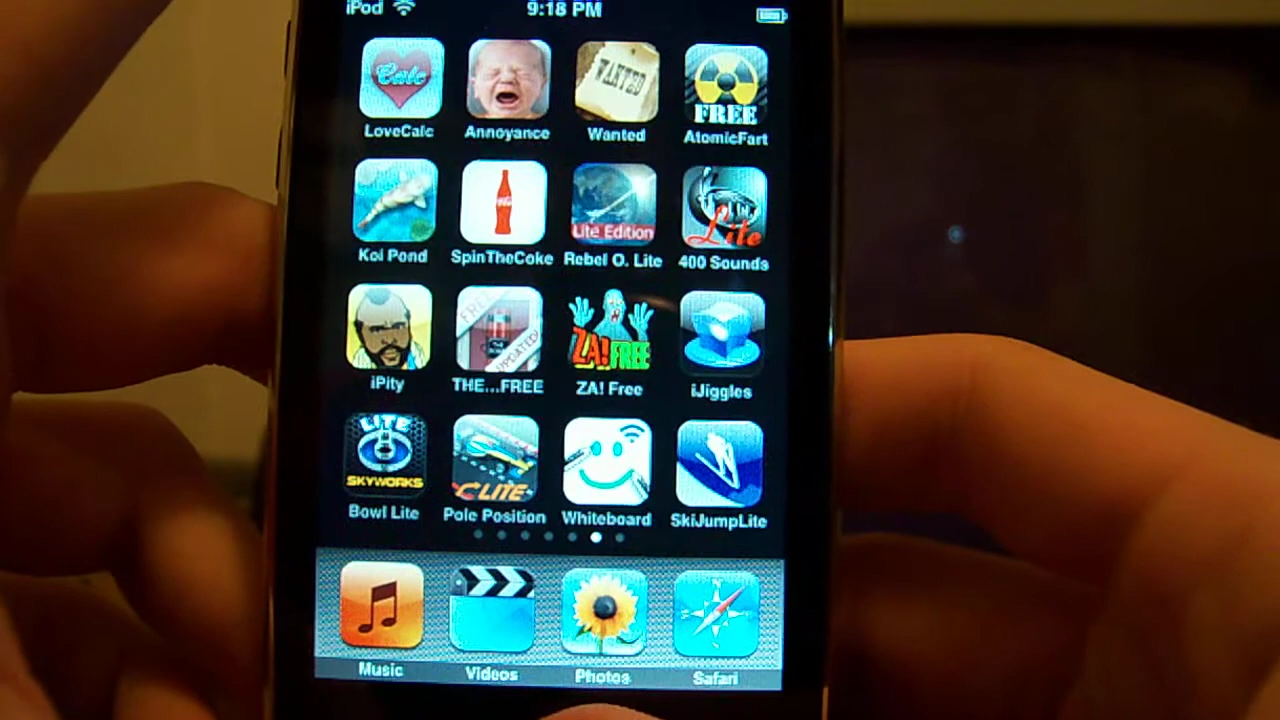 iPod 9:18 PM
Calc WANTED FREE
LoveCalc Annoyance Wanted AtomicFart
Lite Edition Lite
Koi Pond SpinTheCoke Rebel O. Lite 400 Sounds
FREE UPDATED! ZA!FREE
iPity THE...FREE ZA! Free iJiggles
LITE SKYWORKS LITE
Bowl Lite Pole Position Whiteboard SkiJumpLite
Music Videos Photos Safari